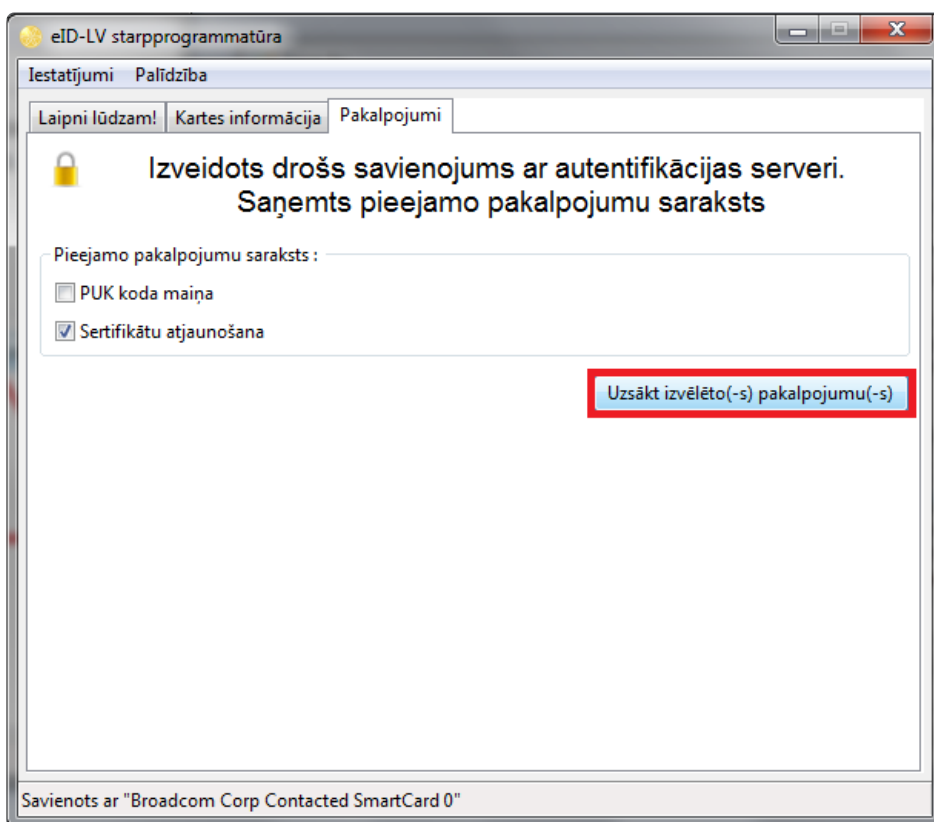 eID-LV starpprogrammatūra
Iestatījumi Palīdzība
Laipni lūdzam! Kartes informācija Pakalpojumi
Izveidots drošs savienojums ar autentifikācijas serveri.
Saņemts pieejamo pakalpojumu saraksts
Pieejamo pakalpojumu saraksts :
PUK koda maiņa
Sertifikātu atjaunošana
Uzsākt izvēlēto(-s) pakalpojumu(-s)
Savienots ar "Broadcom Corp Contacted SmartCard 0"